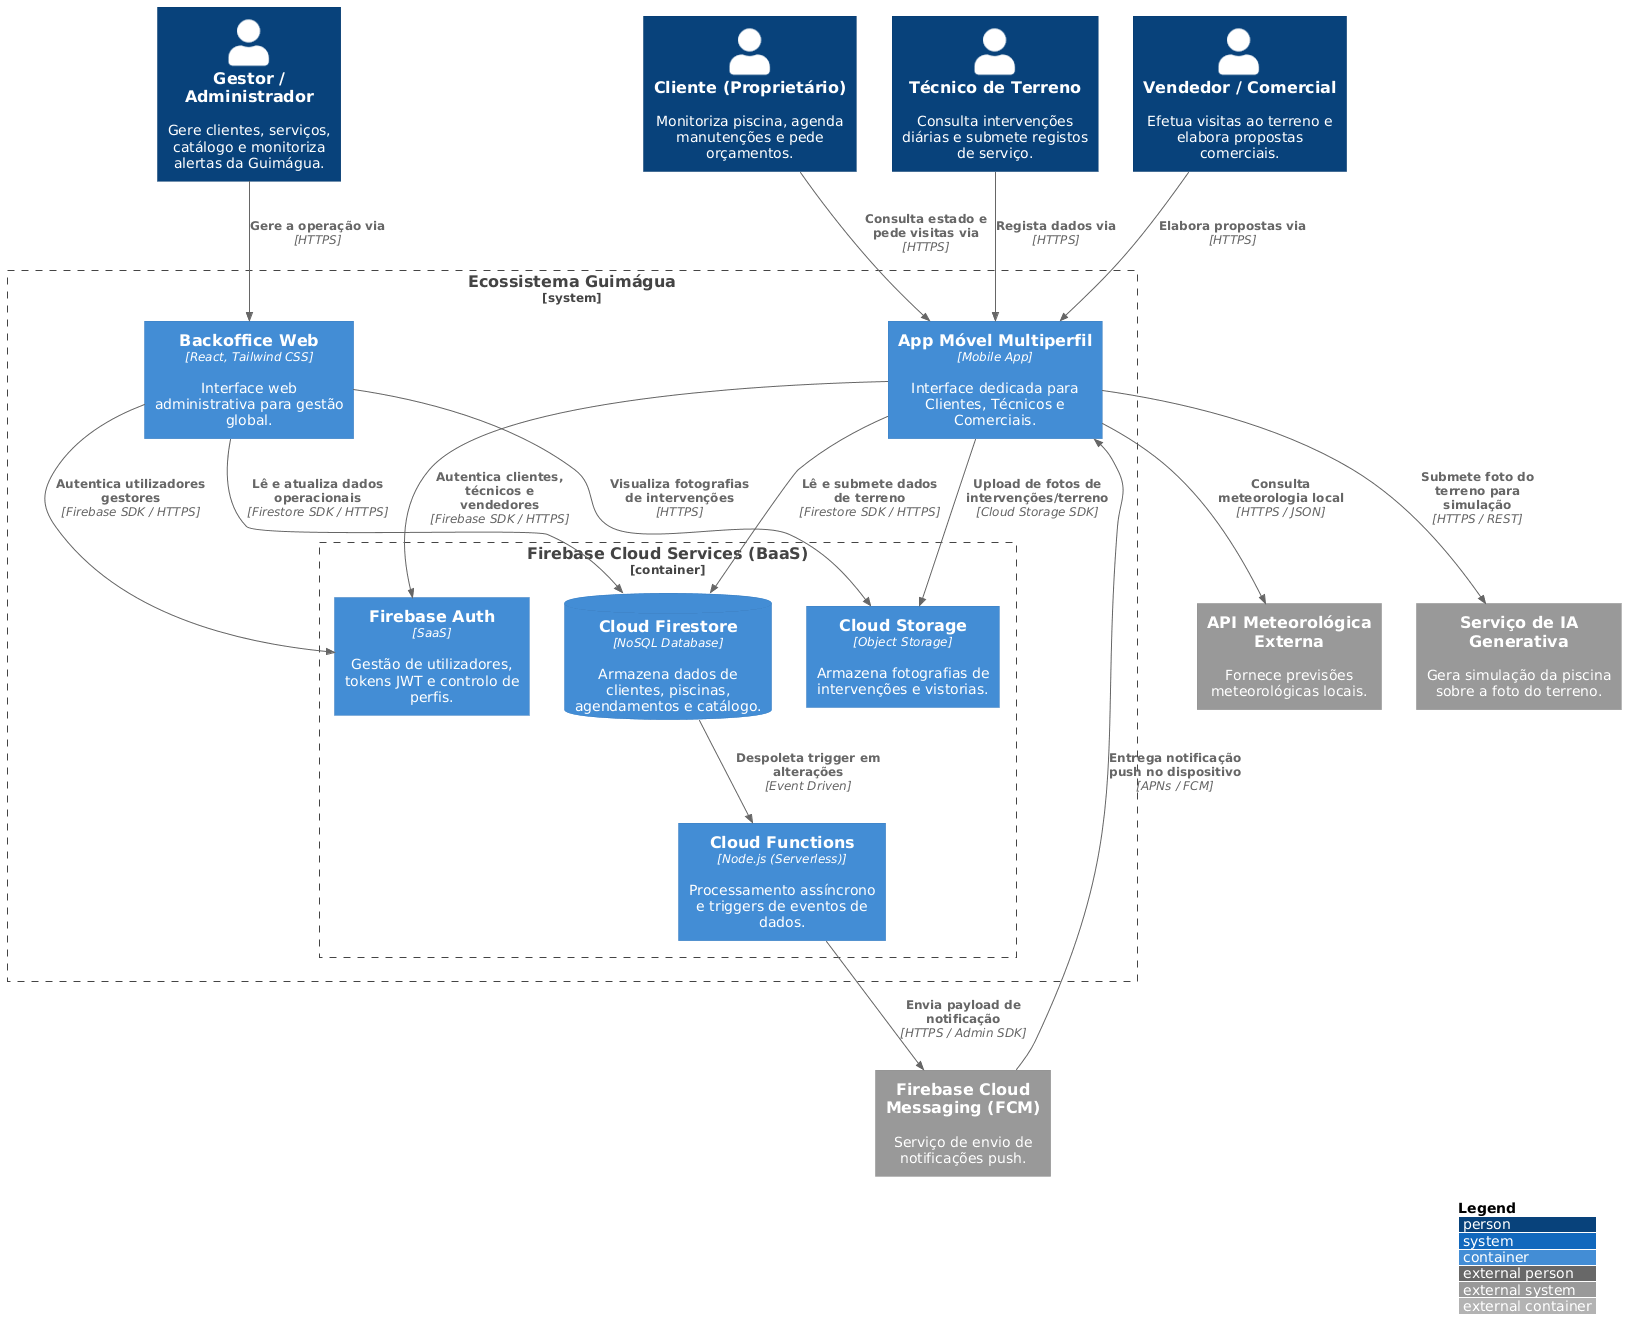 Gestor /
Administrador
Gere clientes, serviços,
catálogo e monitoriza
alertas da Guimágua.
Cliente (Proprietário)
Monitoriza piscina, agenda
manutenções e pede
orçamentos.
Técnico de Terreno
Consulta intervenções
diárias e submete registos
de serviço.
Vendedor / Comercial
Efetua visitas ao terreno e
elabora propostas
comerciais.
Gere a operação via
[HTTPS]
Consulta estado e
pede visitas via
[HTTPS]
Regista dados via
[HTTPS]
Elabora propostas via
[HTTPS]
Ecossistema Guimágua
[system]
Backoffice Web
[React, Tailwind CSS]
Interface web
administrativa para gestão
global.
App Móvel Multiperfil
[Mobile App]
Interface dedicada para
Clientes, Técnicos e
Comerciais.
Autentica utilizadores
gestores
[Firebase SDK / HTTPS]
Lê e atualiza dados
operacionais
[Firestore SDK / HTTPS]
Autentica clientes,
técnicos e
vendedores
[Firebase SDK / HTTPS]
Visualiza fotografias
de intervenções
[HTTPS]
Lê e submete dados
de terreno
[Firestore SDK / HTTPS]
Upload de fotos de
intervenções/terreno
[Cloud Storage SDK]
Consulta
meteorologia local
[HTTPS / JSON]
Submete foto do
terreno para
simulação
[HTTPS / REST]
Firebase Cloud Services (BaaS)
[container]
Firebase Auth
[SaaS]
Gestão de utilizadores,
tokens JWT e controlo de
perfis.
Cloud Firestore
[NoSQL Database]
Armazena dados de
clientes, piscinas,
agendamentos e catálogo.
Cloud Storage
[Object Storage]
Armazena fotografias de
intervenções e vistorias.
API Meteorológica
Externa
Fornece previsões
meteorológicas locais.
Serviço de IA
Generativa
Gera simulação da piscina
sobre a foto do terreno.
Despoleta trigger em
alterações
[Event Driven]
Entrega notificação
push no dispositivo
[APNs / FCM]
Cloud Functions
[Node.js (Serverless)]
Processamento assíncrono
e triggers de eventos de
dados.
Envia payload de
notificação
[HTTPS / Admin SDK]
Firebase Cloud
Messaging (FCM)
Serviço de envio de
notificações push.
Legend
person
system
container
external person
external system
external container